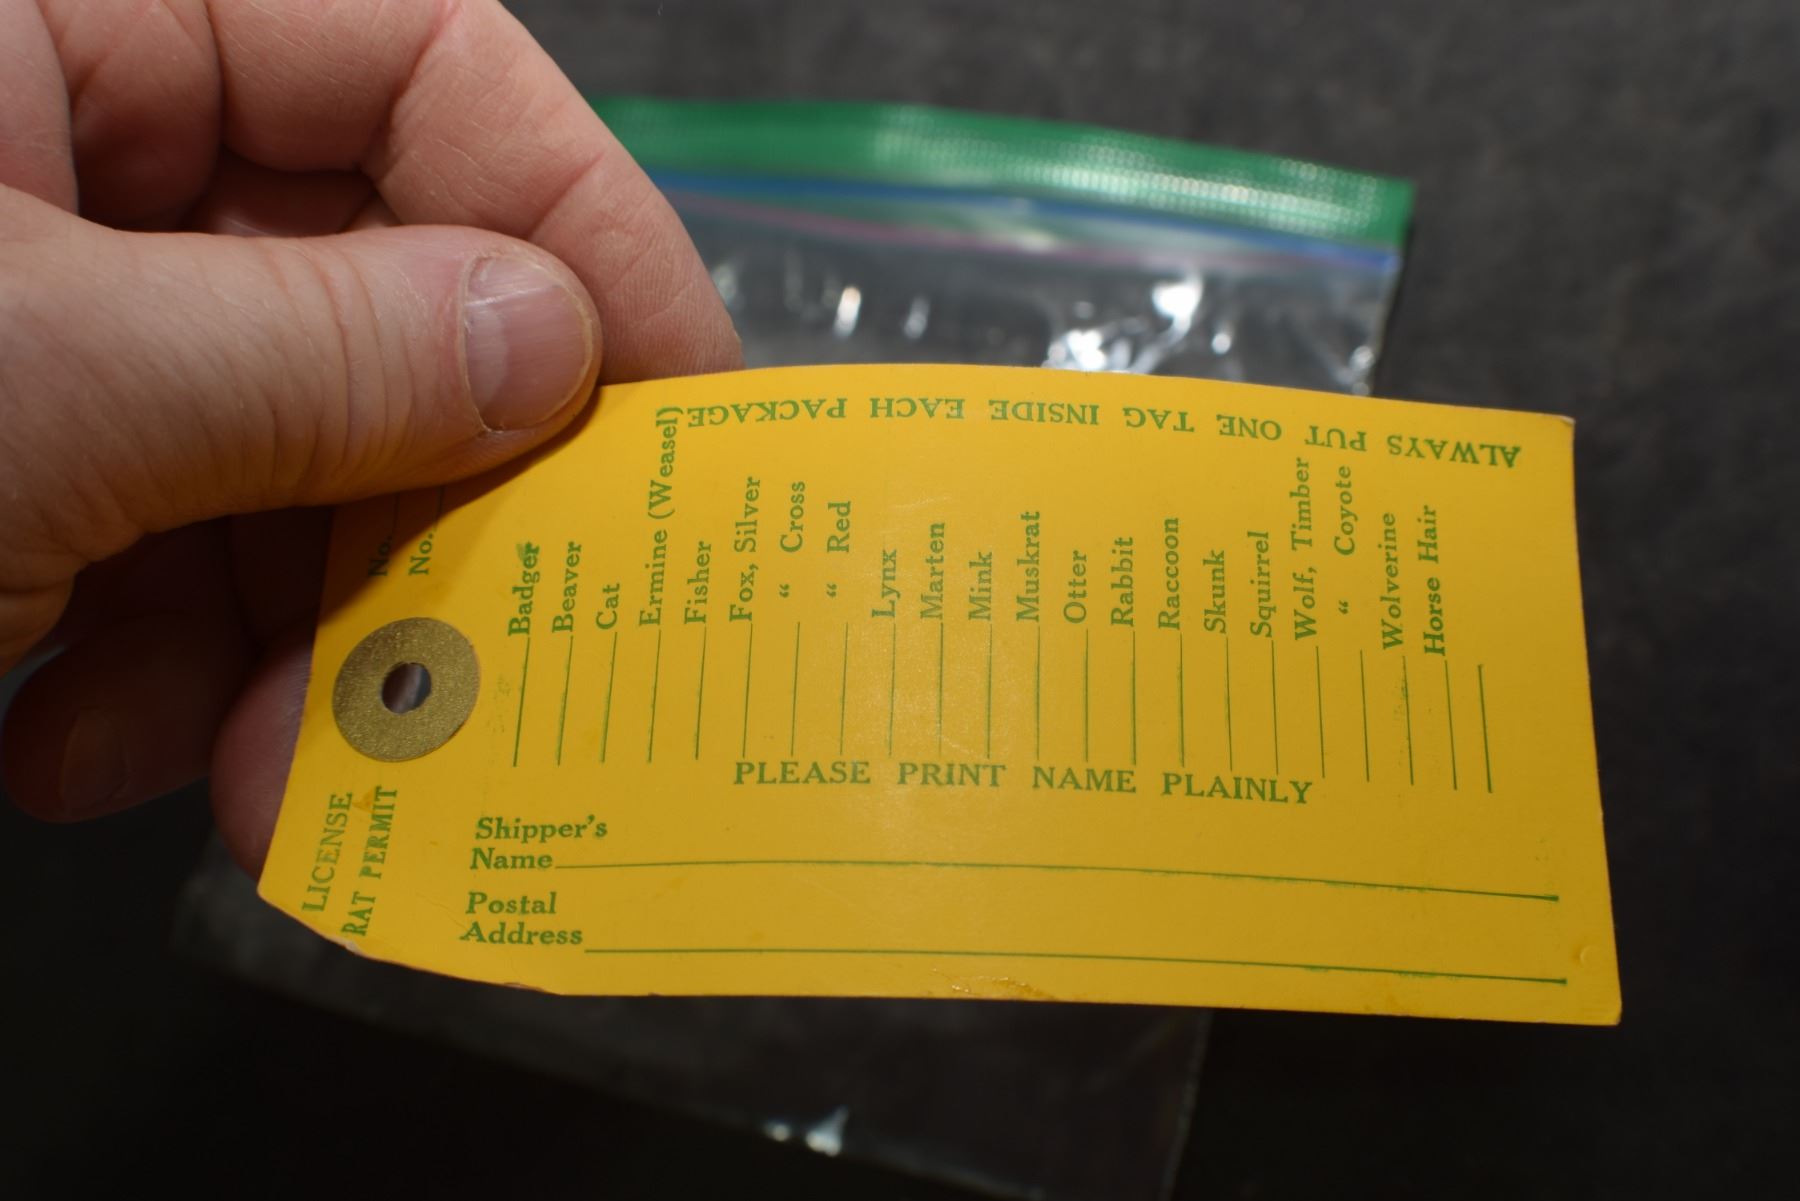 ALWAYS PUT ONE TAG INSIDE EACH PACKAGE
LICENSE No.
RAT PERMIT No.
Badger
Beaver
Cat
Ermine (Weasel)
Fisher
Fox, Silver
“ Cross
“ Red
Lynx
Marten
Mink
Muskrat
Otter
Rabbit
Raccoon
Skunk
Squirrel
Wolf, Timber
“ Coyote
Wolverine
Horse Hair
PLEASE PRINT NAME PLAINLY
Shipper's
Name
Postal
Address